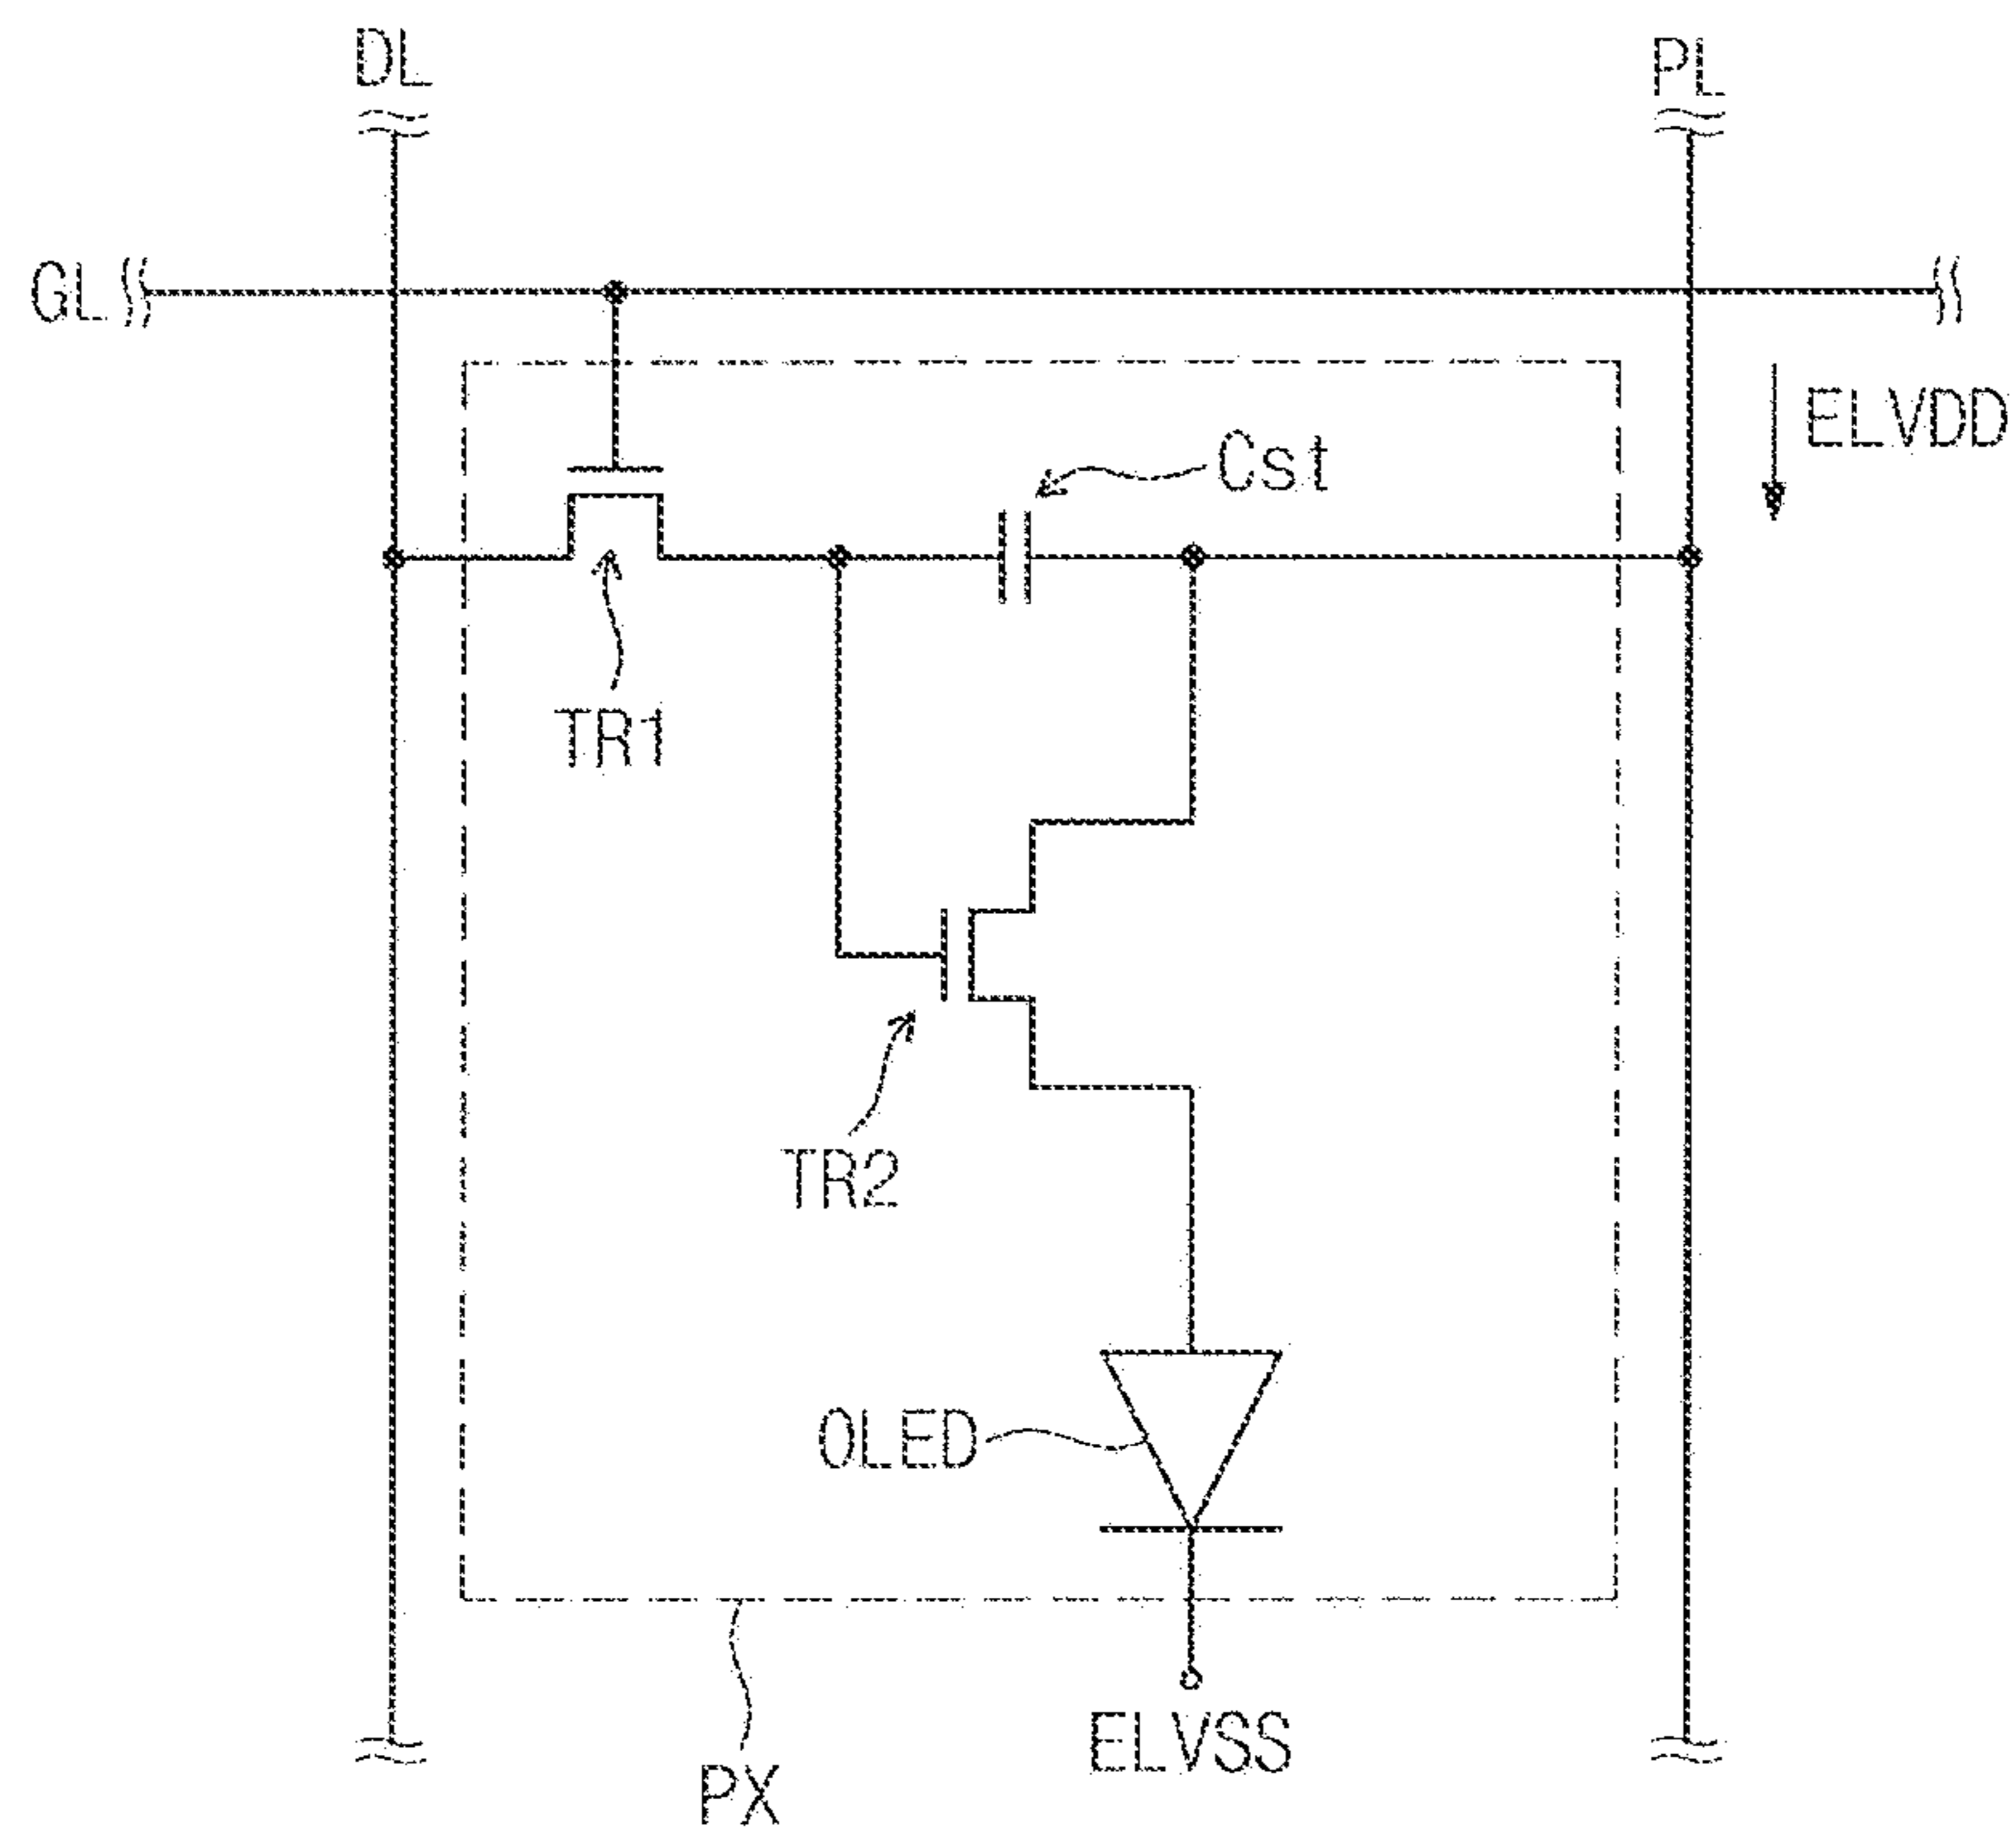 DL
PL
GL
ELVDD
Cst
TR1
TR2
OLED
ELVSS
PX